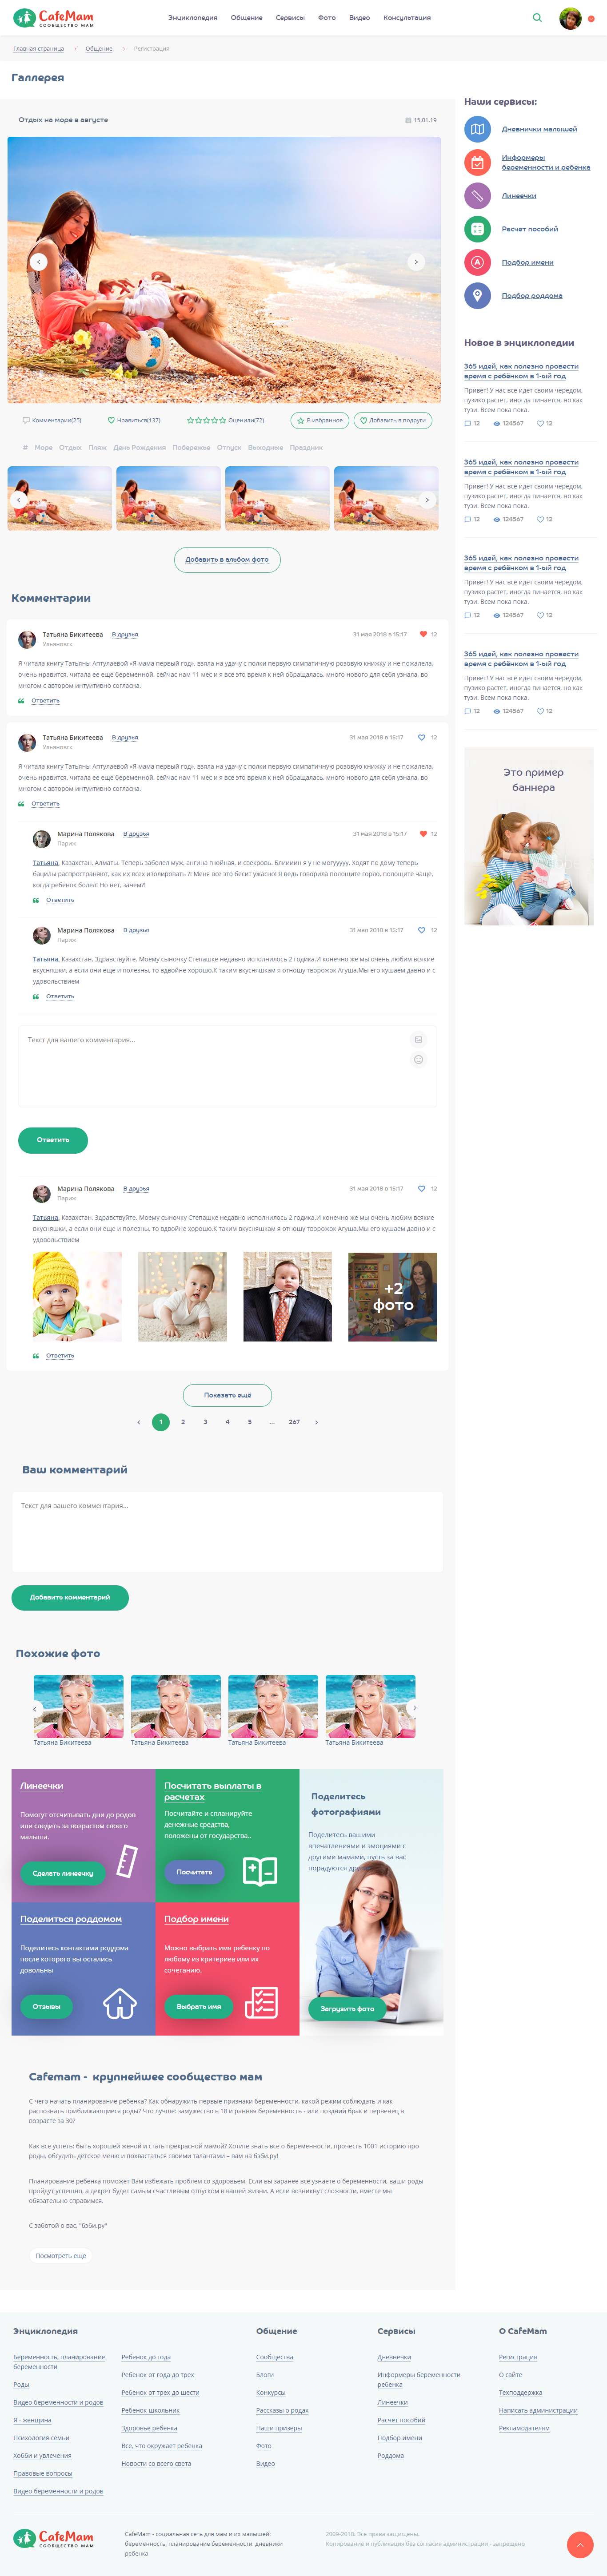 CafeMam
СООБЩЕСТВО МАМ
Энциклопедия Общение Сервисы Фото Видео Консультация
Главная страница Общение Регистрация
Галлерея
Отдых на море в августе 15.01.19
Комментарии(25) Нравиться(137) Оценили(72) В избранное Добавить в подруги
# Море Отдых Пляж День Рождения Побережье Отпуск Выходные Праздник
Добавить в альбом фото
Комментарии
Татьяна Бикитеева В друзья 31 мая 2018 в 15:17 12
Ульяновск
Я читала книгу Татьяны Аптулаевой «Я мама первый год», взяла на удачу с полки первую симпатичную розовую книжку и не пожалела,
очень нравится, читала ее еще беременной, сейчас нам 11 мес и я все это время к ней обращалась, много нового для себя узнала, во
многом с автором интуитивно согласна.
Ответить
Татьяна Бикитеева В друзья 31 мая 2018 в 15:17 12
Ульяновск
Я читала книгу Татьяны Аптулаевой «Я мама первый год», взяла на удачу с полки первую симпатичную розовую книжку и не пожалела,
очень нравится, читала ее еще беременной, сейчас нам 11 мес и я все это время к ней обращалась, много нового для себя узнала, во
многом с автором интуитивно согласна.
Ответить
Марина Полякова В друзья 31 мая 2018 в 15:17 12
Париж
Татьяна, Казахстан, Алматы. Теперь заболел муж, ангина гнойная, и свекровь. Блиииин я у не могууууу. Ходят по дому теперь
бациллы распространяют, как их всех изолировать ?! Меня все это бесит ужасно! Я ведь говорила полощите горло, полощите чаще,
когда ребенок болел! Но нет, зачем?!
Ответить
Марина Полякова В друзья 31 мая 2018 в 15:17 12
Париж
Татьяна, Казахстан, Здравствуйте. Моему сыночку Степашке недавно исполнилось 2 годика.И конечно же мы очень любим всякие
вкусняшки, а если они еще и полезны, то вдвойне хорошо.К таким вкусняшкам я отношу творожок Агуша.Мы его кушаем давно и с
удовольствием
Ответить
Текст для вашего комментария...
Ответить
Марина Полякова В друзья 31 мая 2018 в 15:17 12
Париж
Татьяна, Казахстан, Здравствуйте. Моему сыночку Степашке недавно исполнилось 2 годика.И конечно же мы очень любим всякие
вкусняшки, а если они еще и полезны, то вдвойне хорошо.К таким вкусняшкам я отношу творожок Агуша.Мы его кушаем давно и с
удовольствием
+2
фото
Ответить
Показать ещё
1 2 3 4 5 ... 267
Ваш комментарий
Текст для вашего комментария...
Добавить комментарий
Похожие фото
Татьяна Бикитеева Татьяна Бикитеева Татьяна Бикитеева Татьяна Бикитеева
Линеечки
Помогут отсчитывать дни до родов
или следить за возрастом своего
малыша.
Сделать линеечку
Посчитать выплаты в
расчетах
Посчитайте и спланируйте
денежные средства,
положены от государства..
Посчитать
Поделитесь
фотографиями
Поделитесь вашими
впечатлениями и эмоциями с
другими мамами, пусть за вас
порадуются
Загрузить фото
Поделиться роддомом
Поделитесь контактами роддома
после которого вы остались
довольны
Отзывы
Подбор имени
Можно выбрать имя ребенку по
любому из критериев или их
сочетанию.
Выбрать имя
Cafemam - крупнейшее сообщество мам
С чего начать планирование ребенка? Как обнаружить первые признаки беременности, какой режим соблюдать и как
распознать приближающиеся роды? Что лучше: замужество в 18 и ранняя беременность - или поздний брак и первенец в
возрасте за 30?
Как все успеть: быть хорошей женой и стать прекрасной мамой? Хотите знать все о беременности, прочесть 1001 историю про
роды, обсудить детское меню и похвастаться своими талантами – вам на бэби.ру!
Планирование ребенка поможет Вам избежать проблем со здоровьем. Если вы заранее все узнаете о беременности, ваши роды
пройдут успешно, а декрет будет самым счастливым отпуском в вашей жизни. А если возникнут сложности, вместе мы
обязательно справимся.
С заботой о вас, "бэби.ру"
Посмотреть еще
Наши сервисы:
Дневнички малышей
Информеры
беременности и ребенка
Линеечки
Расчет пособий
Подбор имени
Подбор роддома
Новое в энциклопедии
365 идей, как полезно провести
время с ребёнком в 1-ый год
Привет! У нас все идет своим чередом,
пузико растет, иногда пинается, но как
тузи. Всем пока пока.
12 124567 12
365 идей, как полезно провести
время с ребёнком в 1-ый год
Привет! У нас все идет своим чередом,
пузико растет, иногда пинается, но как
тузи. Всем пока пока.
12 124567 12
365 идей, как полезно провести
время с ребёнком в 1-ый год
Привет! У нас все идет своим чередом,
пузико растет, иногда пинается, но как
тузи. Всем пока пока.
12 124567 12
365 идей, как полезно провести
время с ребёнком в 1-ый год
Привет! У нас все идет своим чередом,
пузико растет, иногда пинается, но как
тузи. Всем пока пока.
12 124567 12
Это пример
баннера
Энциклопедия
Беременность, планирование
беременности
Роды
Видео беременности и родов
Я - женщина
Психология семьи
Хобби и увлечения
Правовые вопросы
Видео беременности и родов
Ребенок до года
Ребенок от года до трех
Ребенок от трех до шести
Ребенок-школьник
Здоровье ребенка
Все, что окружает ребенка
Новости со всего света
Общение
Сообщества
Блоги
Конкурсы
Рассказы о родах
Наши призеры
Фото
Видео
Сервисы
Дневнечки
Информеры беременности
ребенка
Линеечки
Расчет пособий
Подбор имени
Роддома
О CafeMam
Регистрация
О сайте
Техподдержка
Написать администрации
Рекламодателям
CafeMam
СООБЩЕСТВО МАМ
CafeMam - социальная сеть для мам и их малышей:
беременность, планирование беременности, дневники
ребенка
2009-2018, Все права защищены.
Копирование и публикация без согласия администрации - запрещено